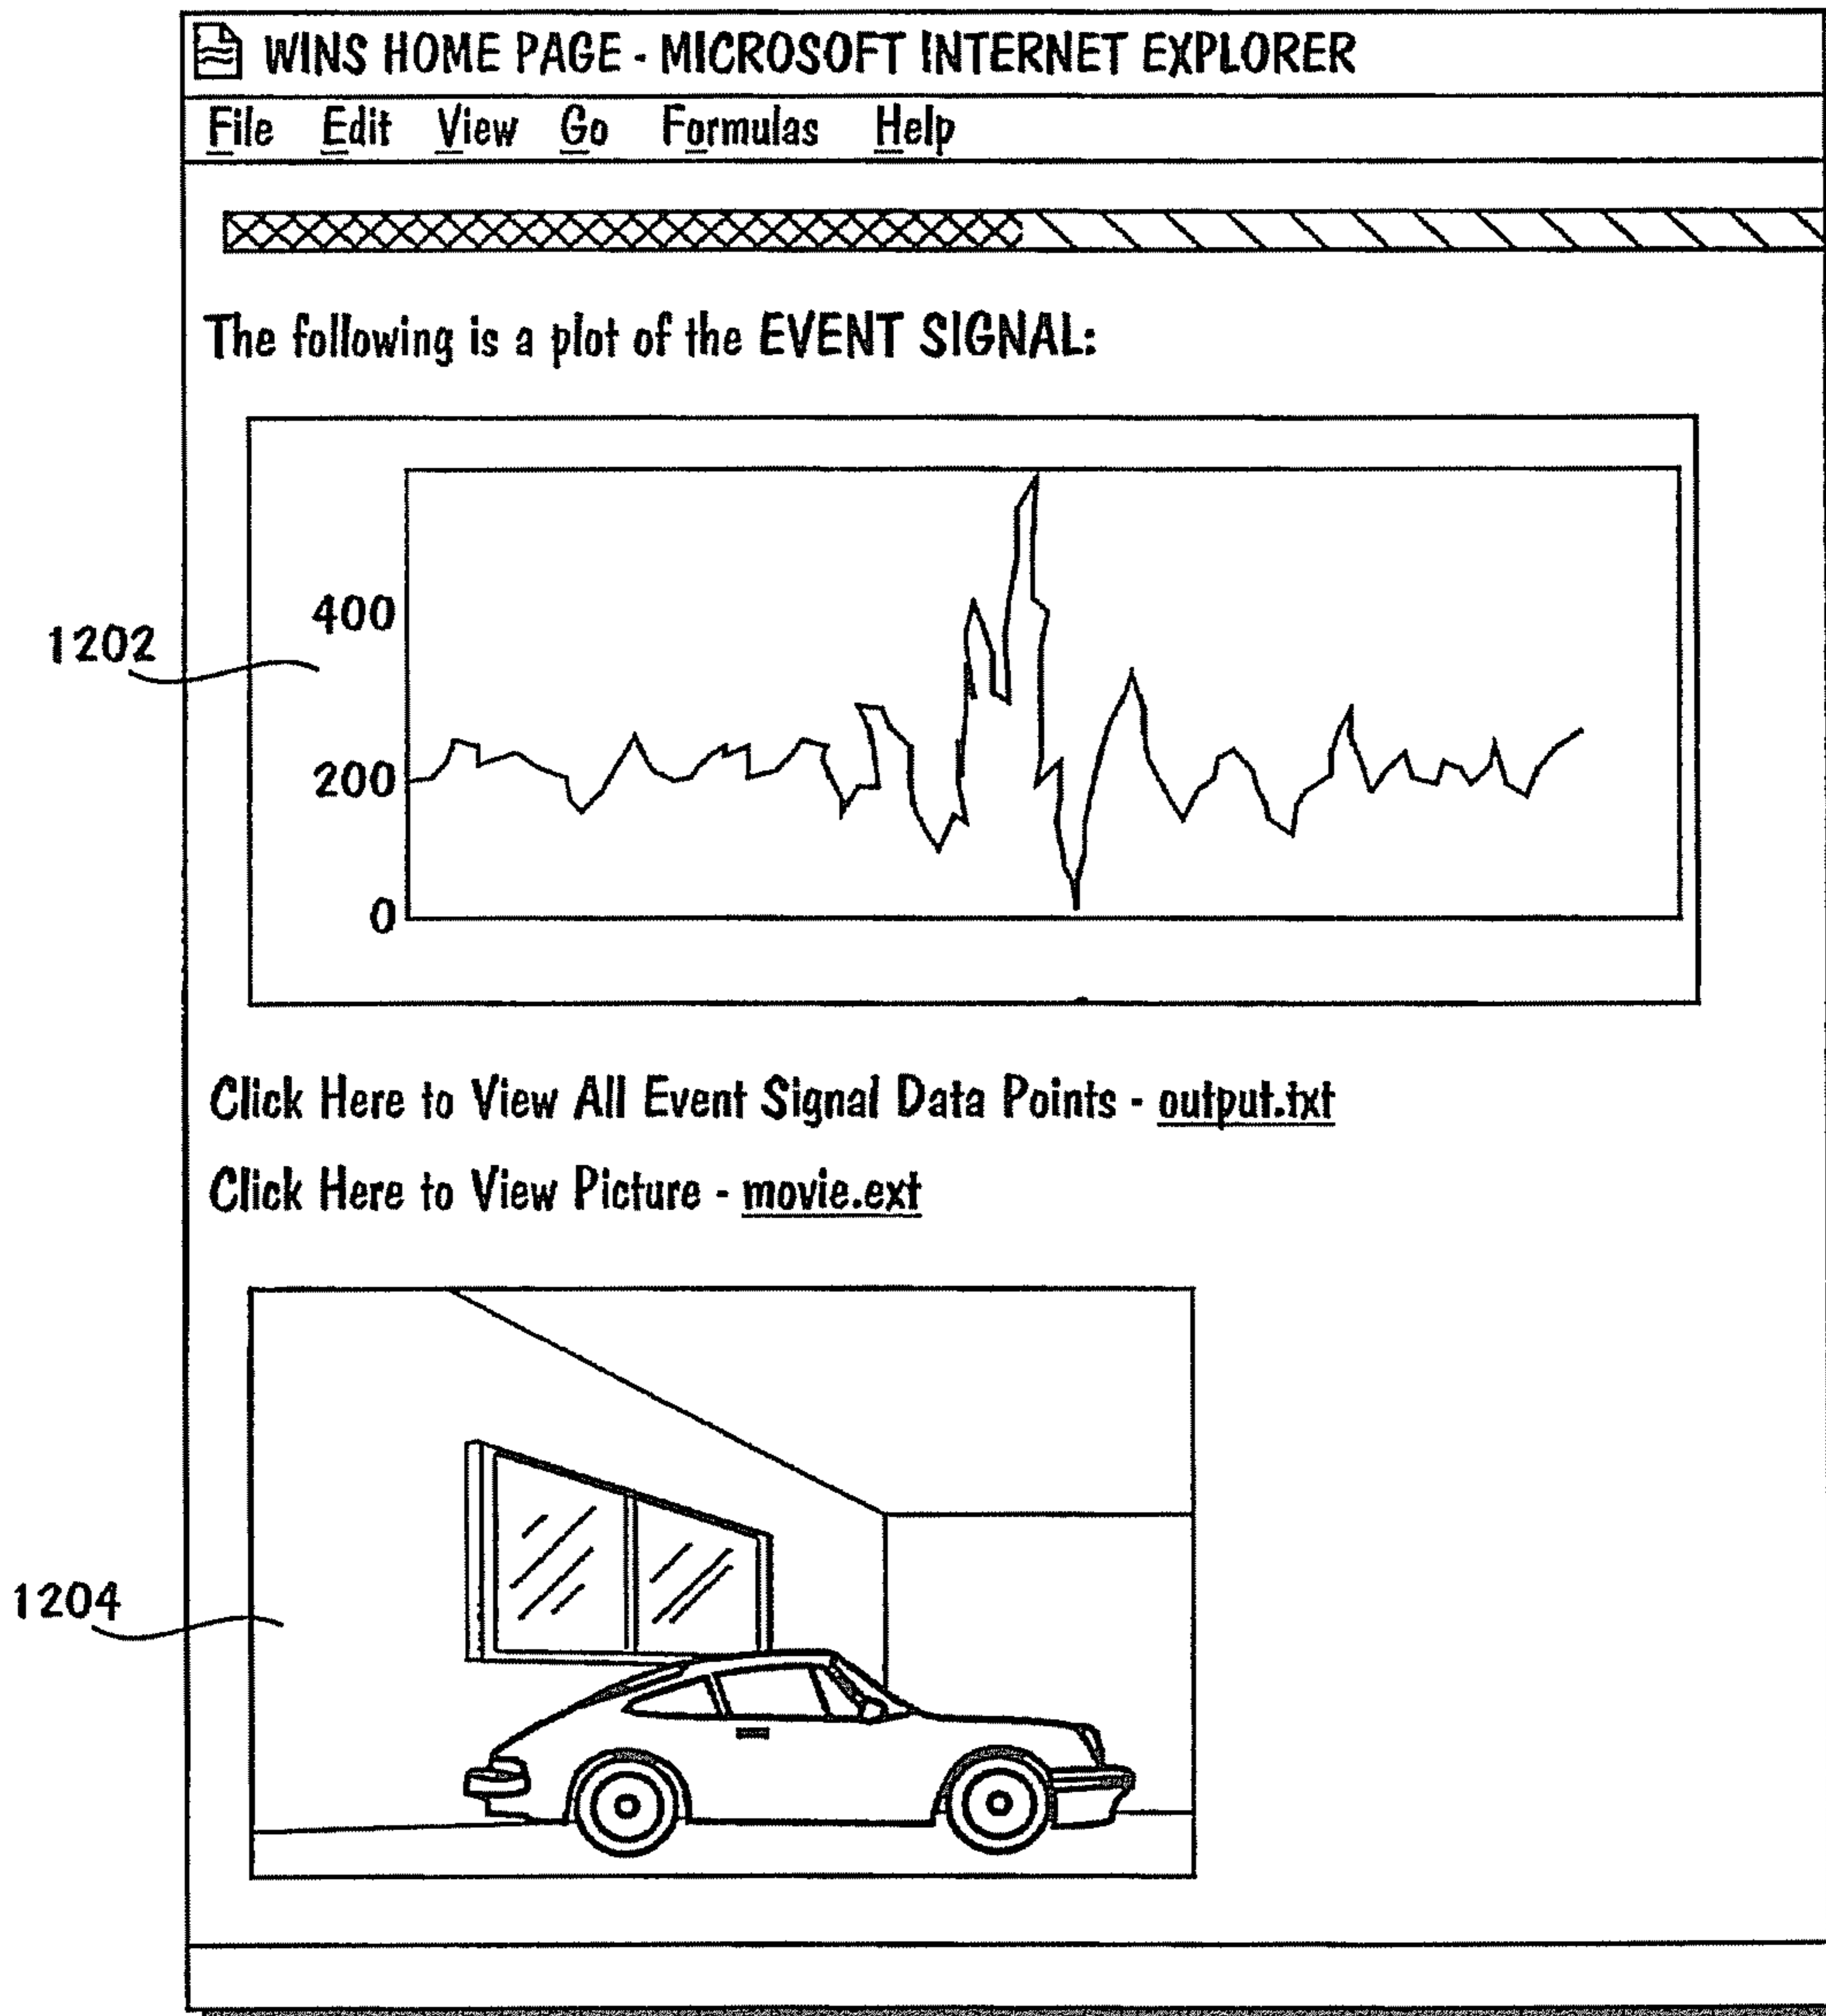 WINS HOME PAGE - MICROSOFT INTERNET EXPLORER
File Edit View Go Formulas Help
The following is a plot of the EVENT SIGNAL:
400
1202
200
0
Click Here to View All Event Signal Data Points - output.txt
Click Here to View Picture - movie.ext
1204